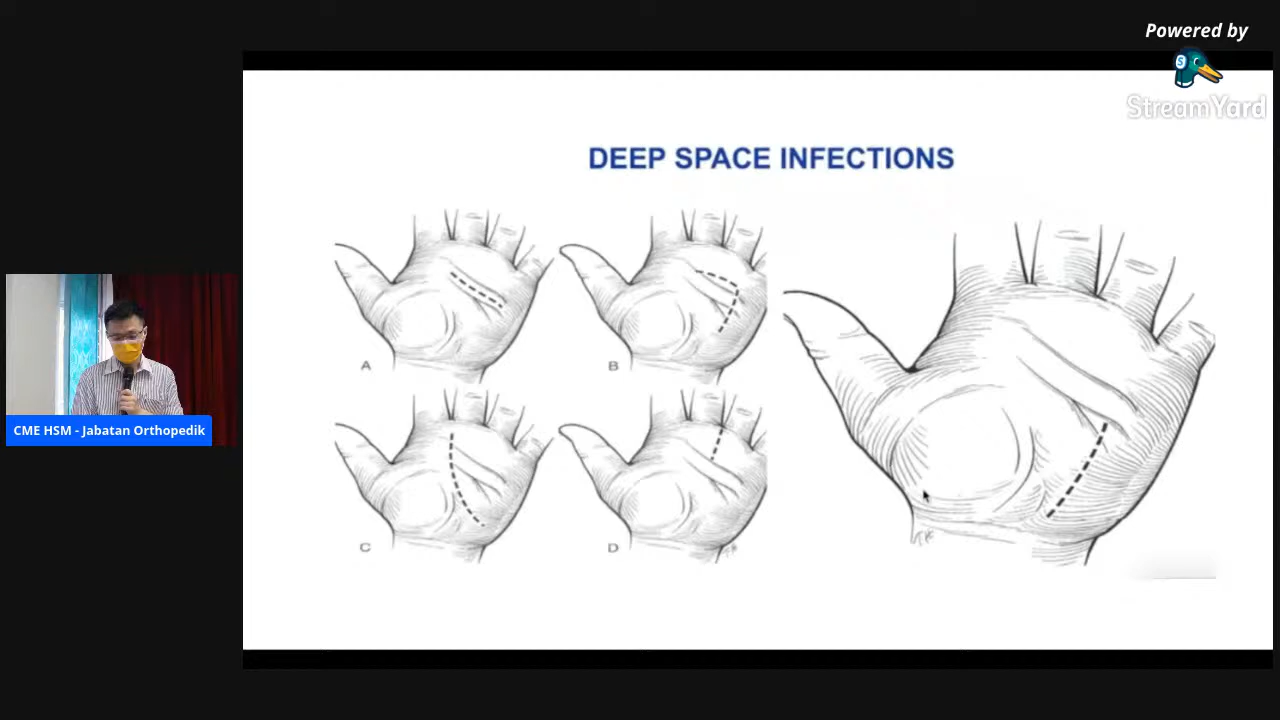 Powered by
StreamYard
DEEP SPACE INFECTIONS
A
B
C
D
CME HSM - Jabatan Orthopedik